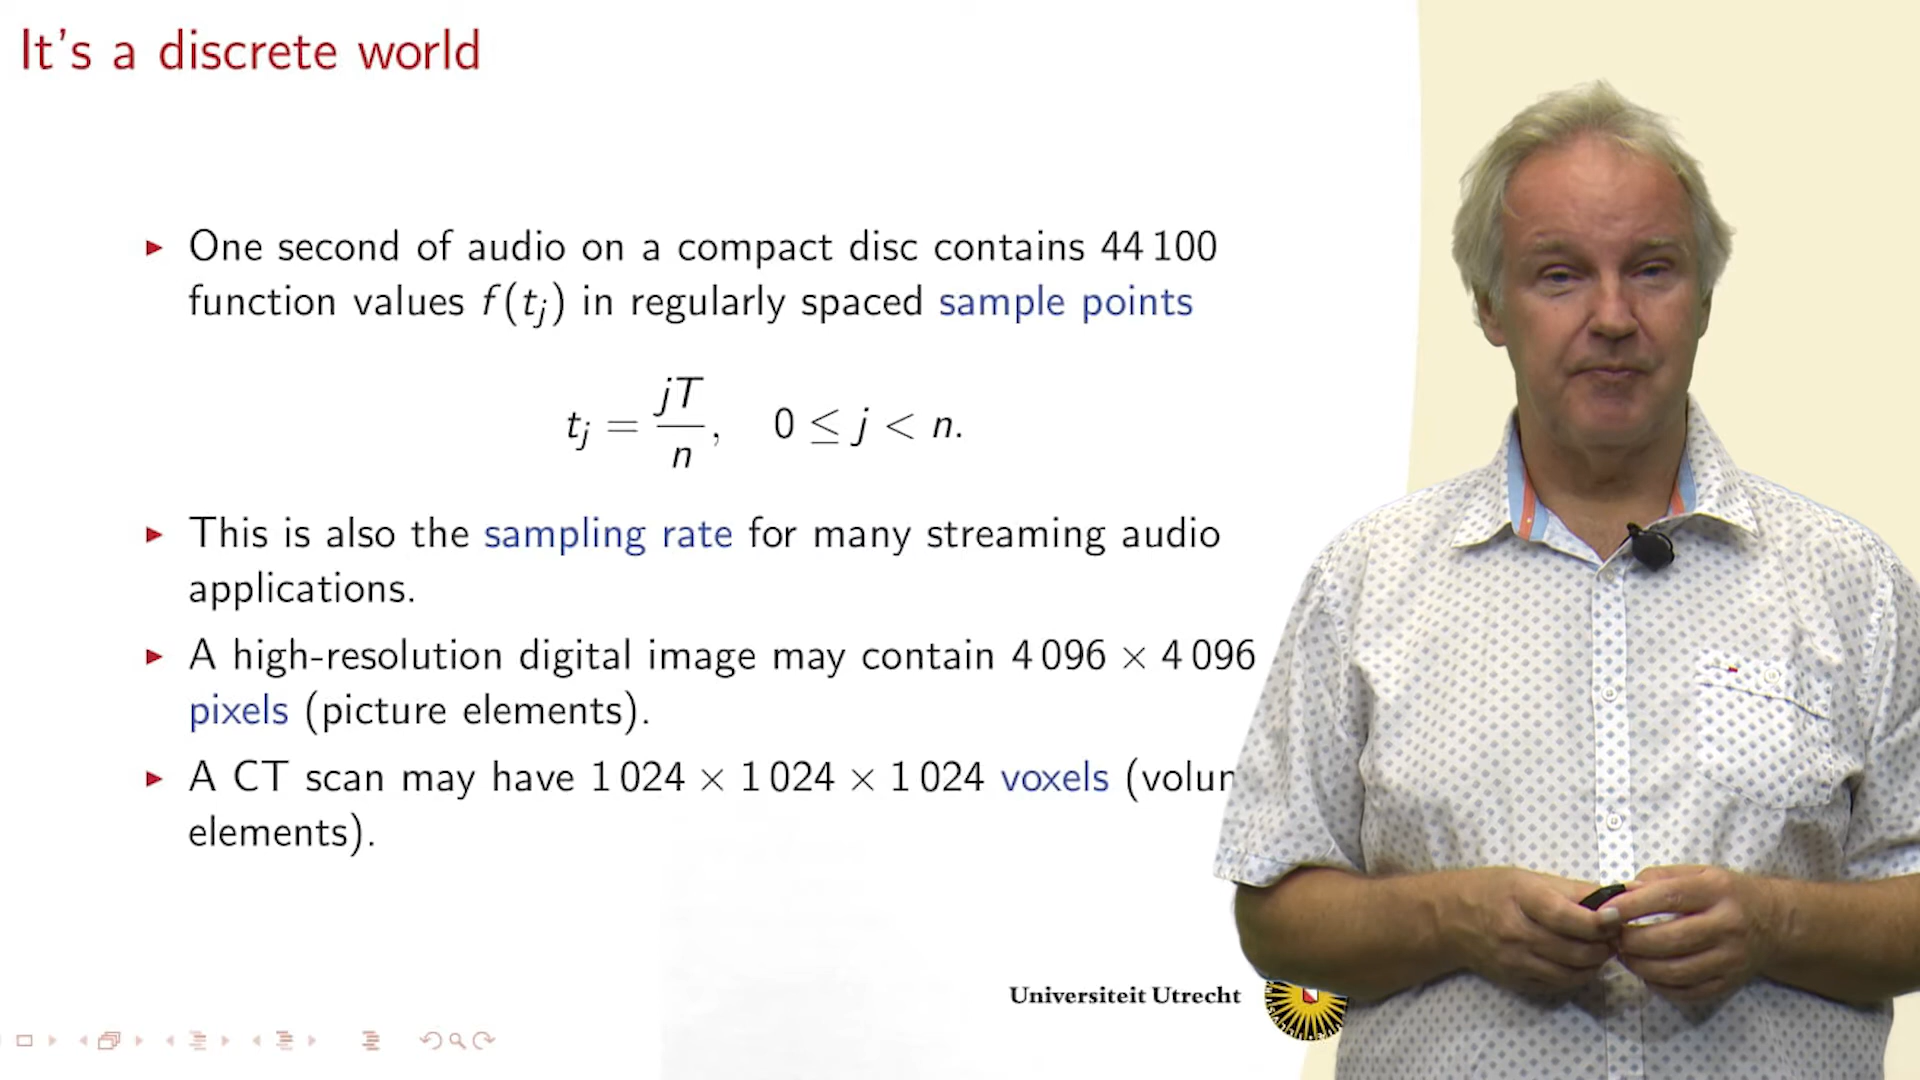 It's a discrete world
▶ One second of audio on a compact disc contains 44 100
function values f(t_j) in regularly spaced sample points
t_j = jT/n, 0 ≤ j < n.
▶ This is also the sampling rate for many streaming audio
applications.
▶ A high-resolution digital image may contain 4 096 × 4 096
pixels (picture elements).
▶ A CT scan may have 1 024 × 1 024 × 1 024 voxels (volum
elements).
Universiteit Utrecht